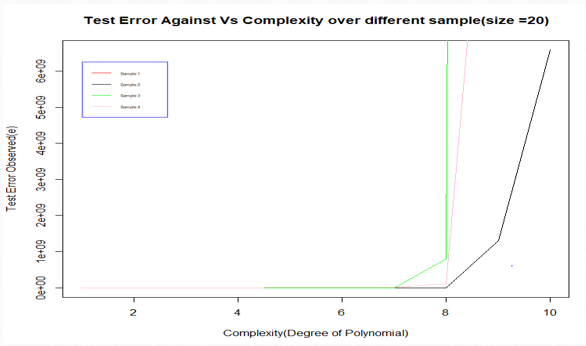 Test Error Against Vs Complexity over different sample(size =20)
Sample 1
Sample 2
Sample 3
Sample 4
Test Error Observed(e)
6e+09
5e+09
4e+09
3e+09
2e+09
1e+09
0e+00
2 4 6 8 10
Complexity(Degree of Polynomial)